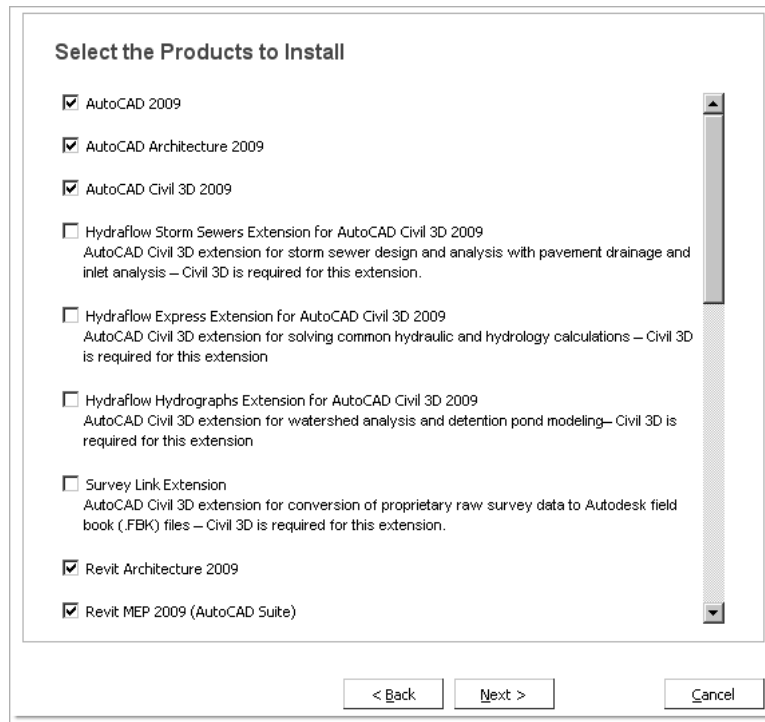 Select the Products to Install
AutoCAD 2009
AutoCAD Architecture 2009
AutoCAD Civil 3D 2009
Hydraflow Storm Sewers Extension for AutoCAD Civil 3D 2009
AutoCAD Civil 3D extension for storm sewer design and analysis with pavement drainage and
inlet analysis – Civil 3D is required for this extension.
Hydraflow Express Extension for AutoCAD Civil 3D 2009
AutoCAD Civil 3D extension for solving common hydraulic and hydrology calculations – Civil 3D
is required for this extension
Hydraflow Hydrographs Extension for AutoCAD Civil 3D 2009
AutoCAD Civil 3D extension for watershed analysis and detention pond modeling– Civil 3D is
required for this extension
Survey Link Extension
AutoCAD Civil 3D extension for conversion of proprietary raw survey data to Autodesk field
book (.FBK) files – Civil 3D is required for this extension.
Revit Architecture 2009
Revit MEP 2009 (AutoCAD Suite)
< Back Next > Cancel